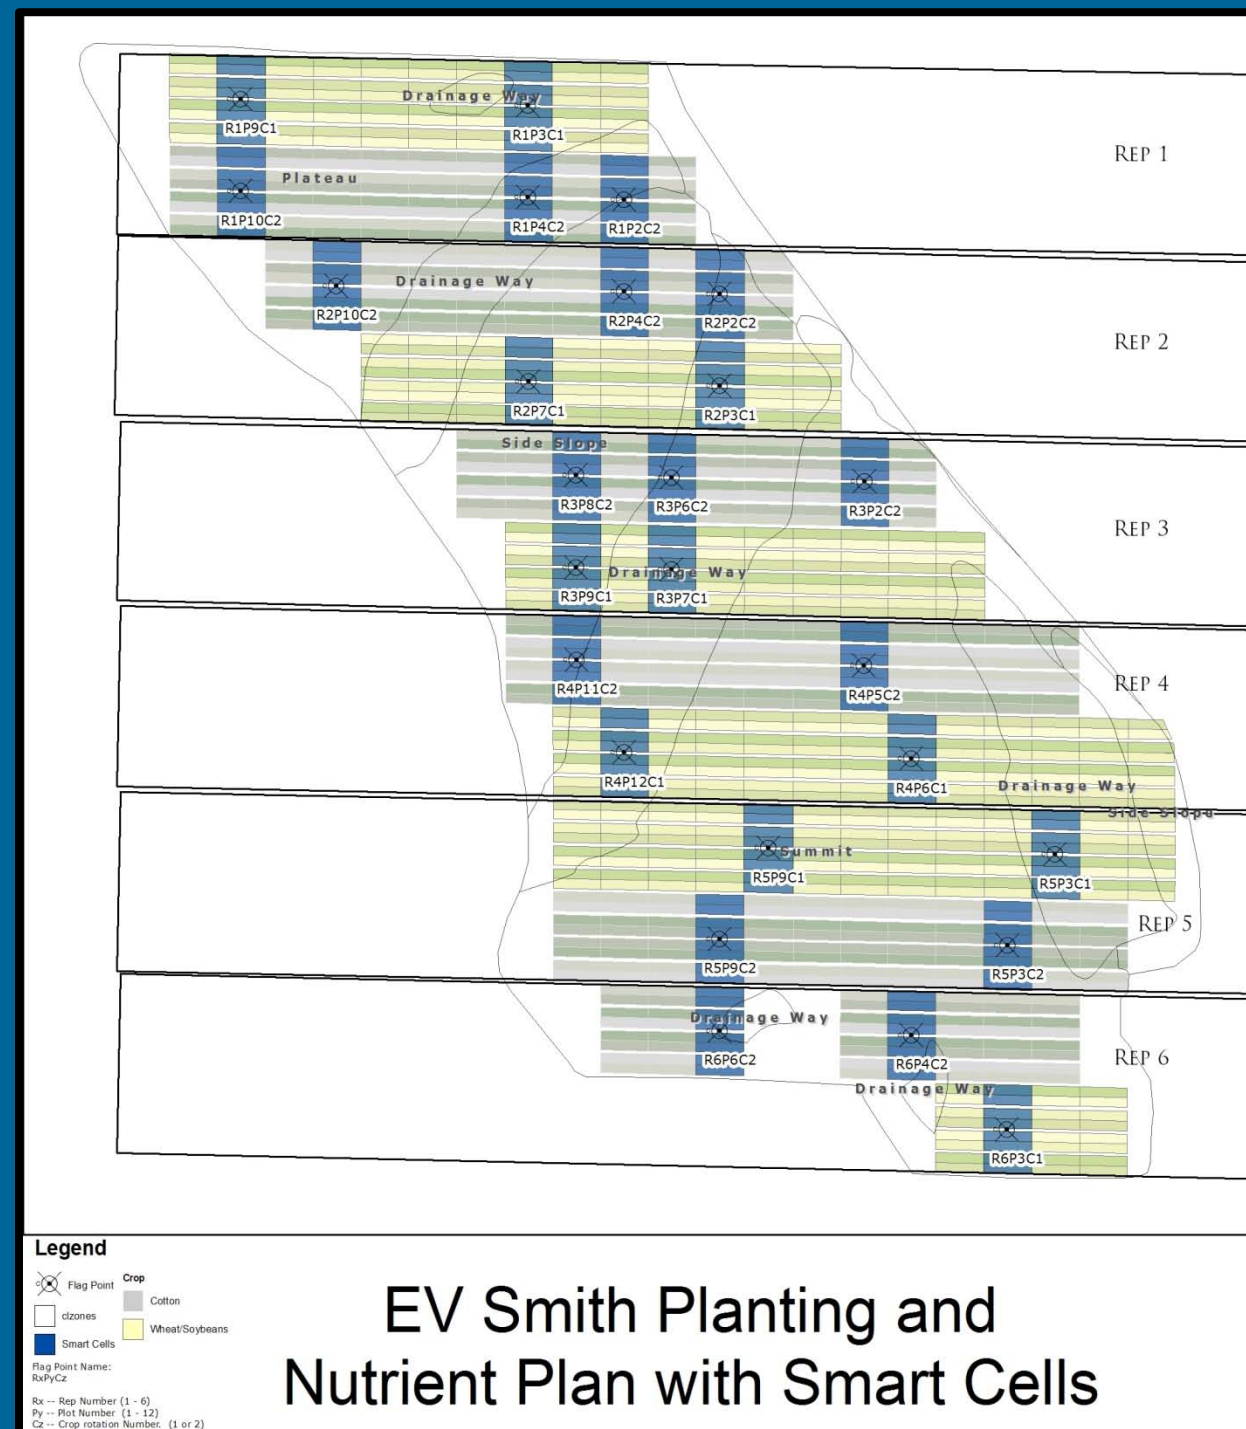 Drainage Way
R1P9C1
R1P3C1
REP 1
Plateau
R1P10C2
R1P4C2
R1P2C2
Drainage Way
R2P10C2
R2P4C2
R2P2C2
REP 2
R2P7C1
R2P3C1
Side Slope
R3P8C2
R3P6C2
R3P2C2
REP 3
Drainage Way
R3P9C1
R3P7C1
R4P11C2
R4P5C2
REP 4
R4P12C1
R4P6C1
Drainage Way
Side Slope
Summit
R5P9C1
R5P3C1
REP 5
R5P9C2
R5P3C2
Drainage Way
R6P6C2
R6P4C2
REP 6
Drainage Way
R6P3C1
Legend
Flag Point
clzones
Smart Cells
Crop
Cotton
Wheat/Soybeans
Flag Point Name:
RxPyCz
Rx -- Rep Number (1 - 6)
Py -- Plot Number (1 - 12)
Cz -- Crop rotation Number. (1 or 2)
EV Smith Planting and
Nutrient Plan with Smart Cells